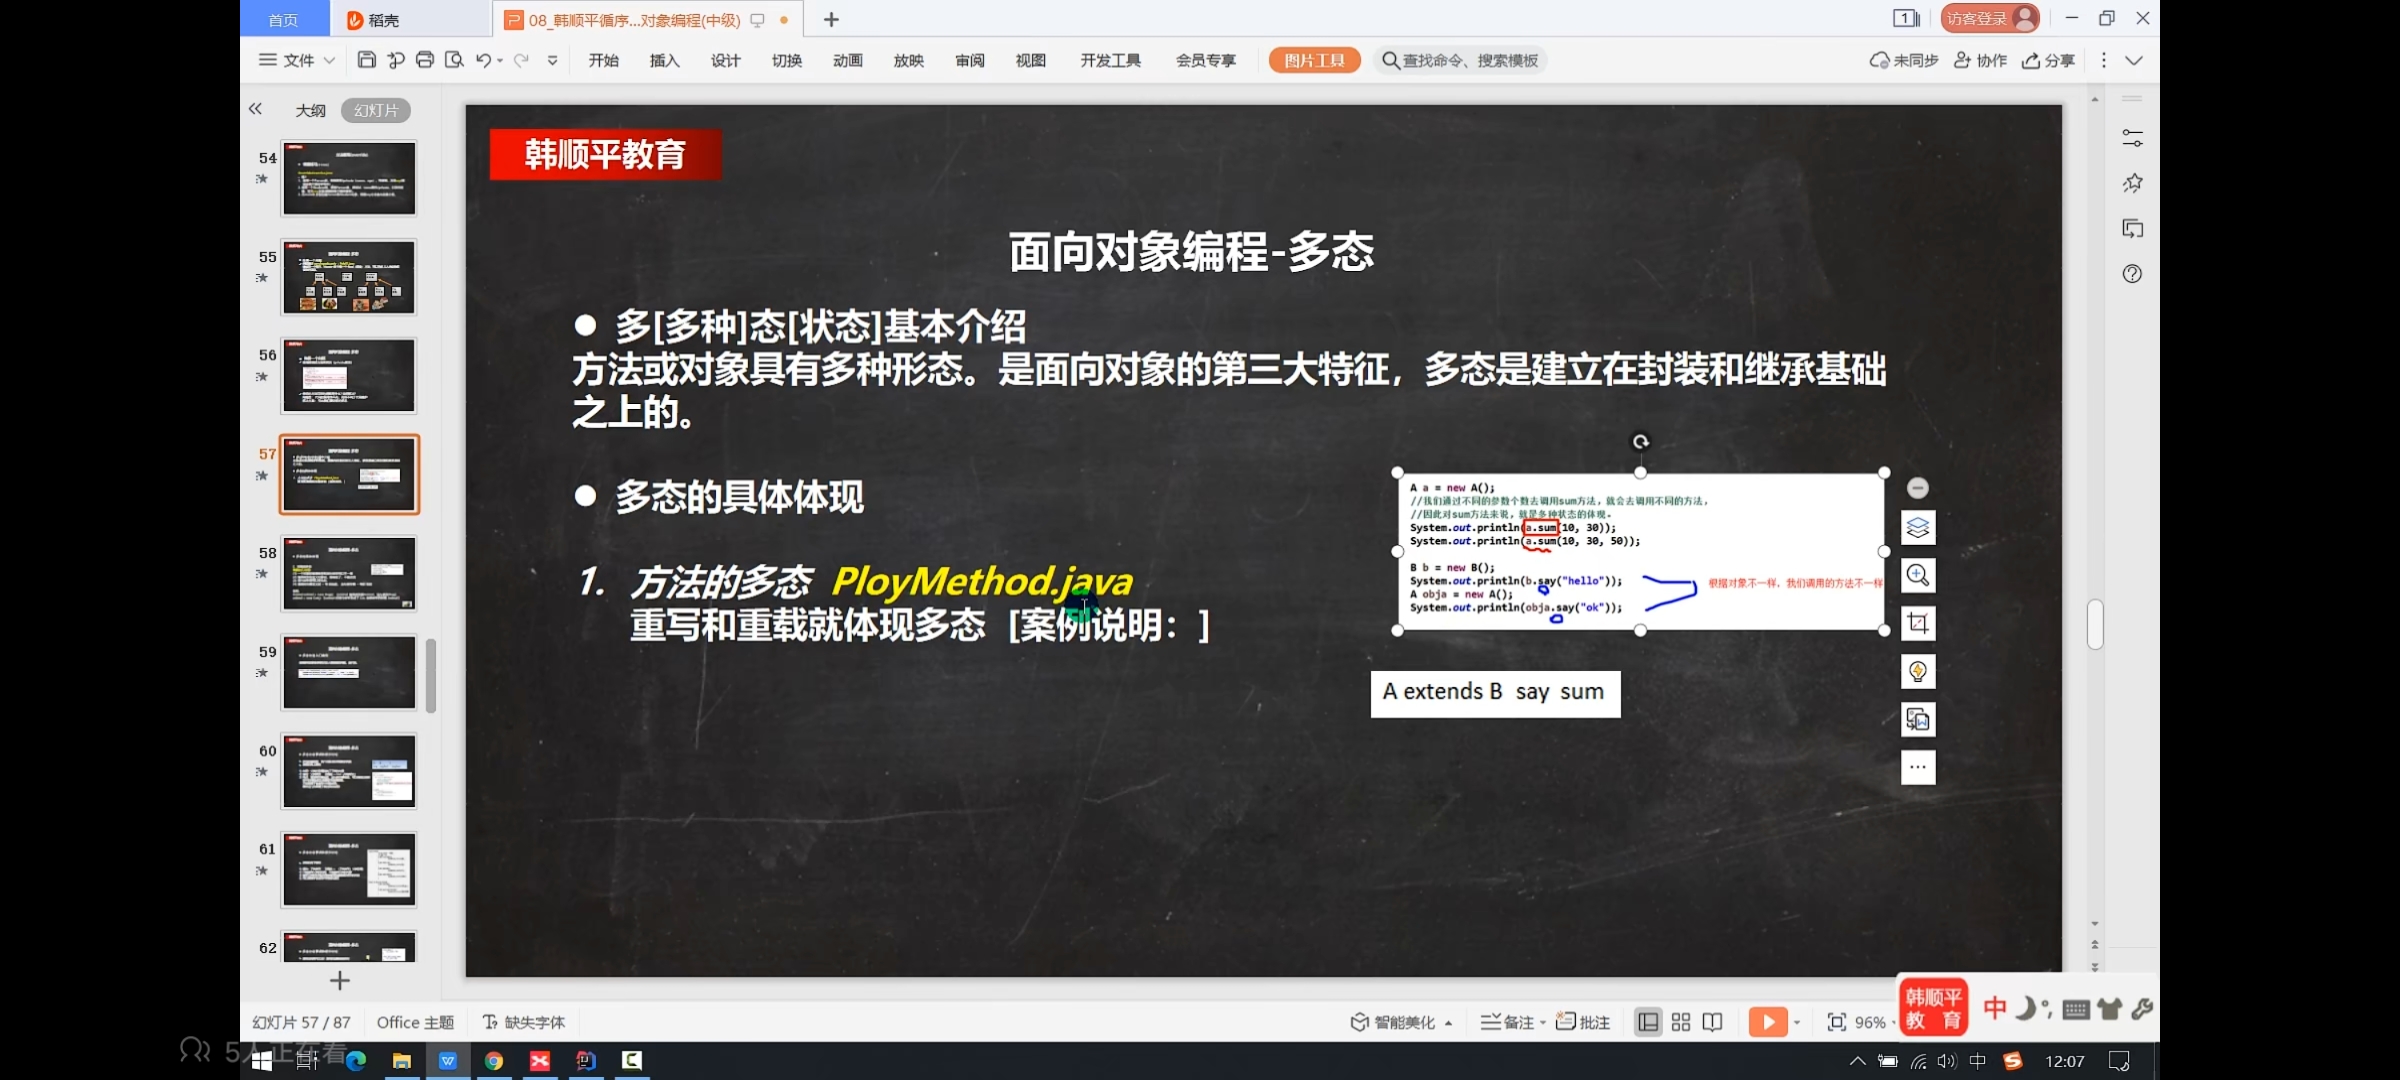 首页
稻壳
08_韩顺平循序...对象编程(中级)
访客登录
文件
开始 插入 设计 切换 动画 放映 审阅 视图 开发工具 会员专享 图片工具 查找命令、搜索模板
未同步 协作 分享
大纲 幻灯片
54
55
56
57
58
59
60
61
62
韩顺平教育
面向对象编程-多态
多[多种]态[状态]基本介绍
方法或对象具有多种形态。是面向对象的第三大特征，多态是建立在封装和继承基础
之上的。
多态的具体体现
1. 方法的多态 PloyMethod.java
重写和重载就体现多态 [案例说明：]
A a = new A();
//我们通过不同的参数个数去调用sum方法，就会去调用不同的方法，
//因此对sum方法来说，就是多种状态的体现.
System.out.println(a.sum(10, 30));
System.out.println(a.sum(10, 30, 50));
B b = new B();
System.out.println(b.say("hello"));
A obja = new A();
System.out.println(obja.say("ok"));
根据对象不一样，我们调用的方法不一样
A extends B say sum
幻灯片 57 / 87 Office 主题 缺失字体
智能美化 备注 批注 96%
韩顺平
教 育
中
5人正在看
中 12:07